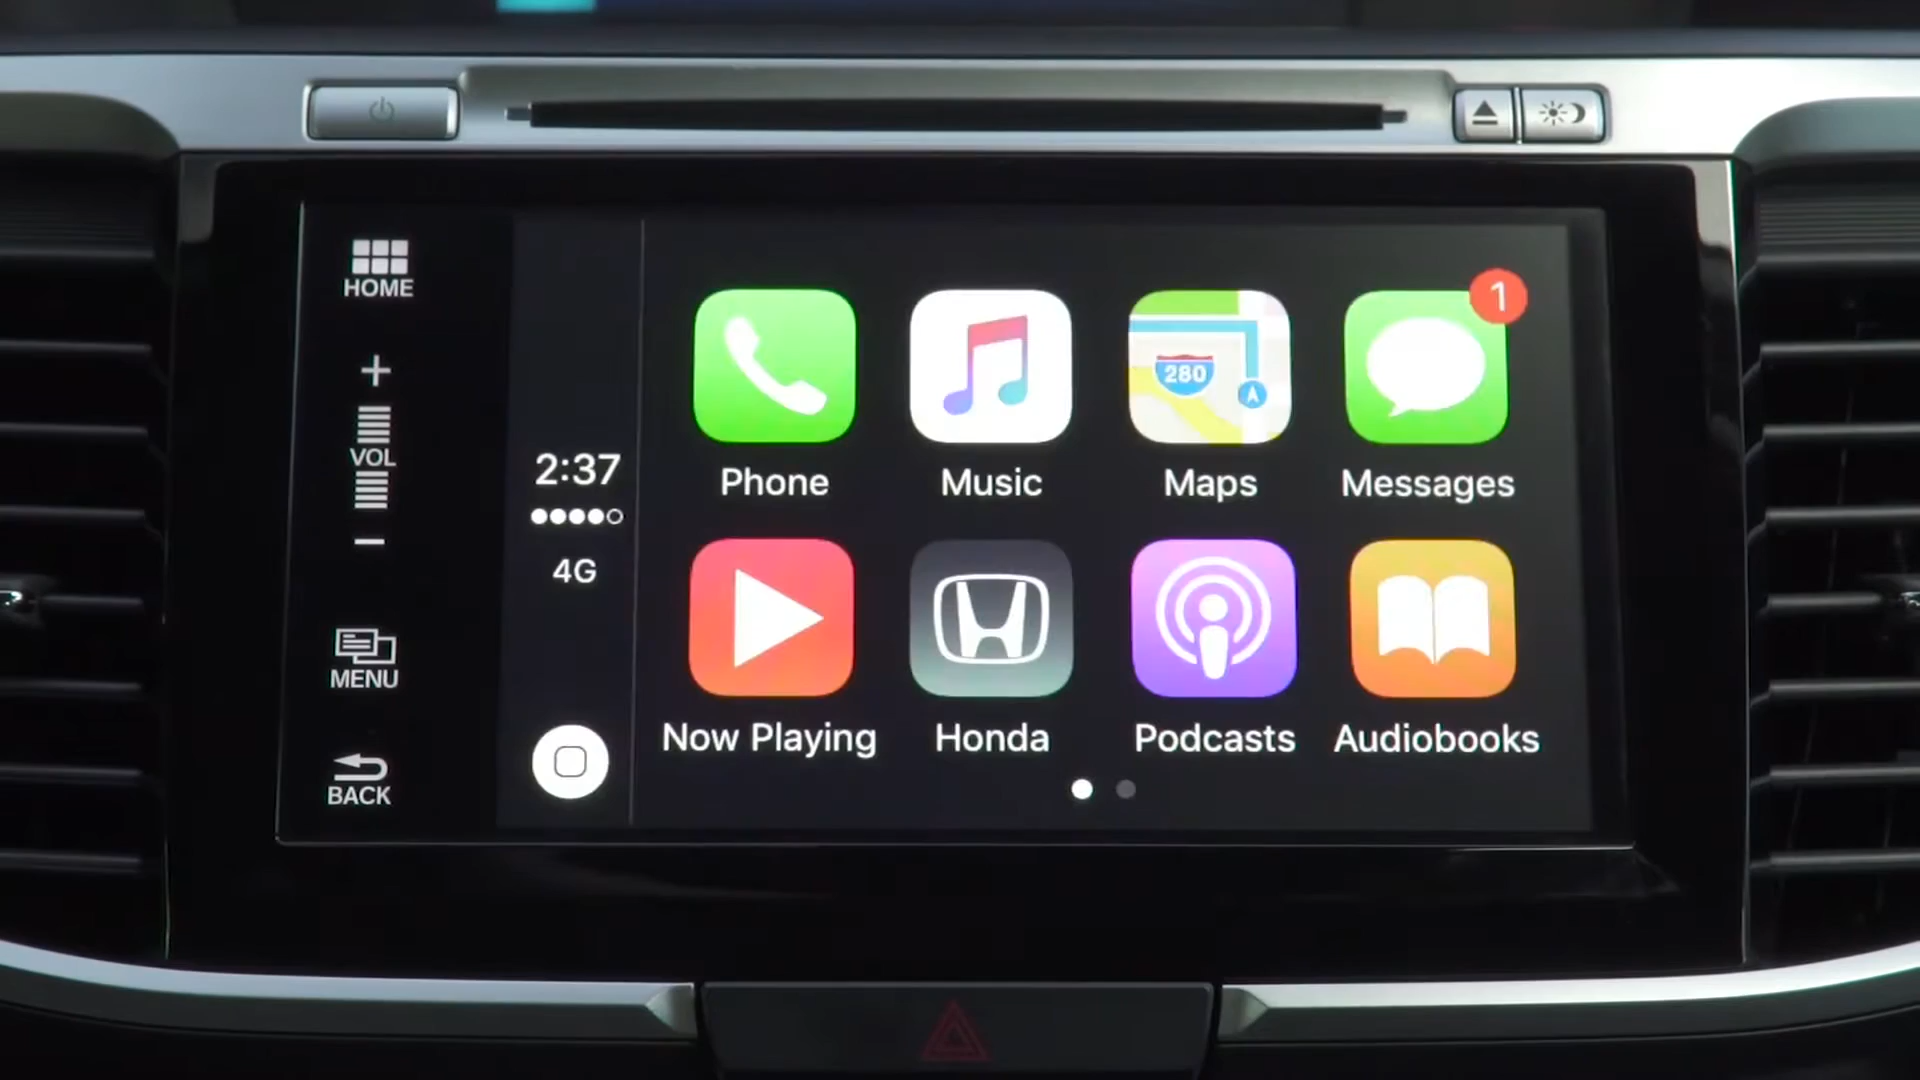 HOME
+
VOL
−
MENU
BACK
2:37
4G
280
1
Phone
Music
Maps
Messages
Now Playing
Honda
Podcasts
Audiobooks